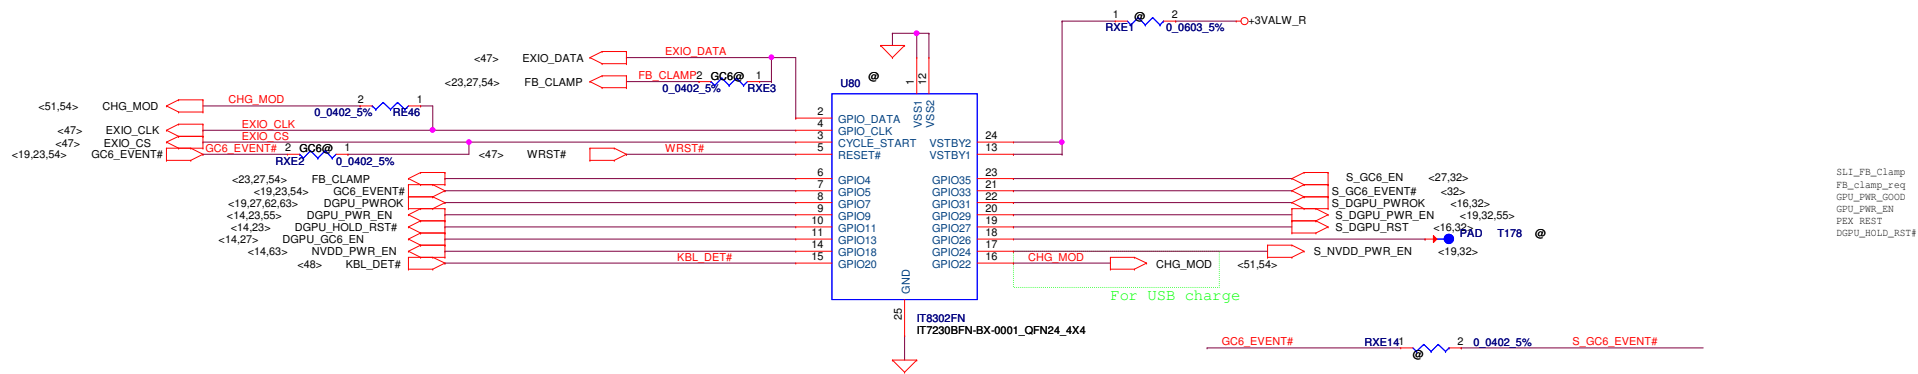 1 @ 2
RXE1 0_0603_5% +3VALW_R
<47> EXIO_DATA EXIO_DATA
<23,27,54> FB_CLAMP FB_CLAMP 2 GC6@ 1
0_0402_5% RXE3
U80 @
1 12
VSS1 VSS2
<51,54> CHG_MOD CHG_MOD 2 1
0_0402_5% RE46
<47> EXIO_CLK EXIO_CLK
<47> EXIO_CS EXIO_CS
<19,23,54> GC6_EVENT# GC6_EVENT# 2 GC6@ 1
RXE2 0_0402_5%
<47> WRST# WRST#
2 GPIO_DATA
4 GPIO_CLK
3 CYCLE_START VSTBY2 24
5 RESET# VSTBY1 13
<23,27,54> FB_CLAMP 6 GPIO4 GPIO35 23 S_GC6_EN <27,32>
<19,23,54> GC6_EVENT# 7 GPIO5 GPIO33 21 S_GC6_EVENT# <32>
<19,27,62,63> DGPU_PWROK 8 GPIO7 GPIO31 22 S_DGPU_PWROK <16,32>
<14,23,55> DGPU_PWR_EN 9 GPIO9 GPIO29 20 S_DGPU_PWR_EN <19,32,55>
<14,23> DGPU_HOLD_RST# 10 GPIO11 GPIO27 19 S_DGPU_RST <16,32>
<14,27> DGPU_GC6_EN 11 GPIO13 GPIO26 18 PAD T178 @
<14,63> NVDD_PWR_EN 14 GPIO18 GPIO24 17 S_NVDD_PWR_EN <19,32>
<48> KBL_DET# KBL_DET# 15 GPIO20 GPIO22 16 CHG_MOD CHG_MOD <51,54>
GND
25
For USB charge
IT8302FN
IT7230BFN-BX-0001_QFN24_4X4
GC6_EVENT# RXE14 1 2 0_0402_5% S_GC6_EVENT#
@
SLI_FB_Clamp
FB_clamp_req
GPU_PWR_GOOD
GPU_PWR_EN
PEX REST
DGPU_HOLD_RST#